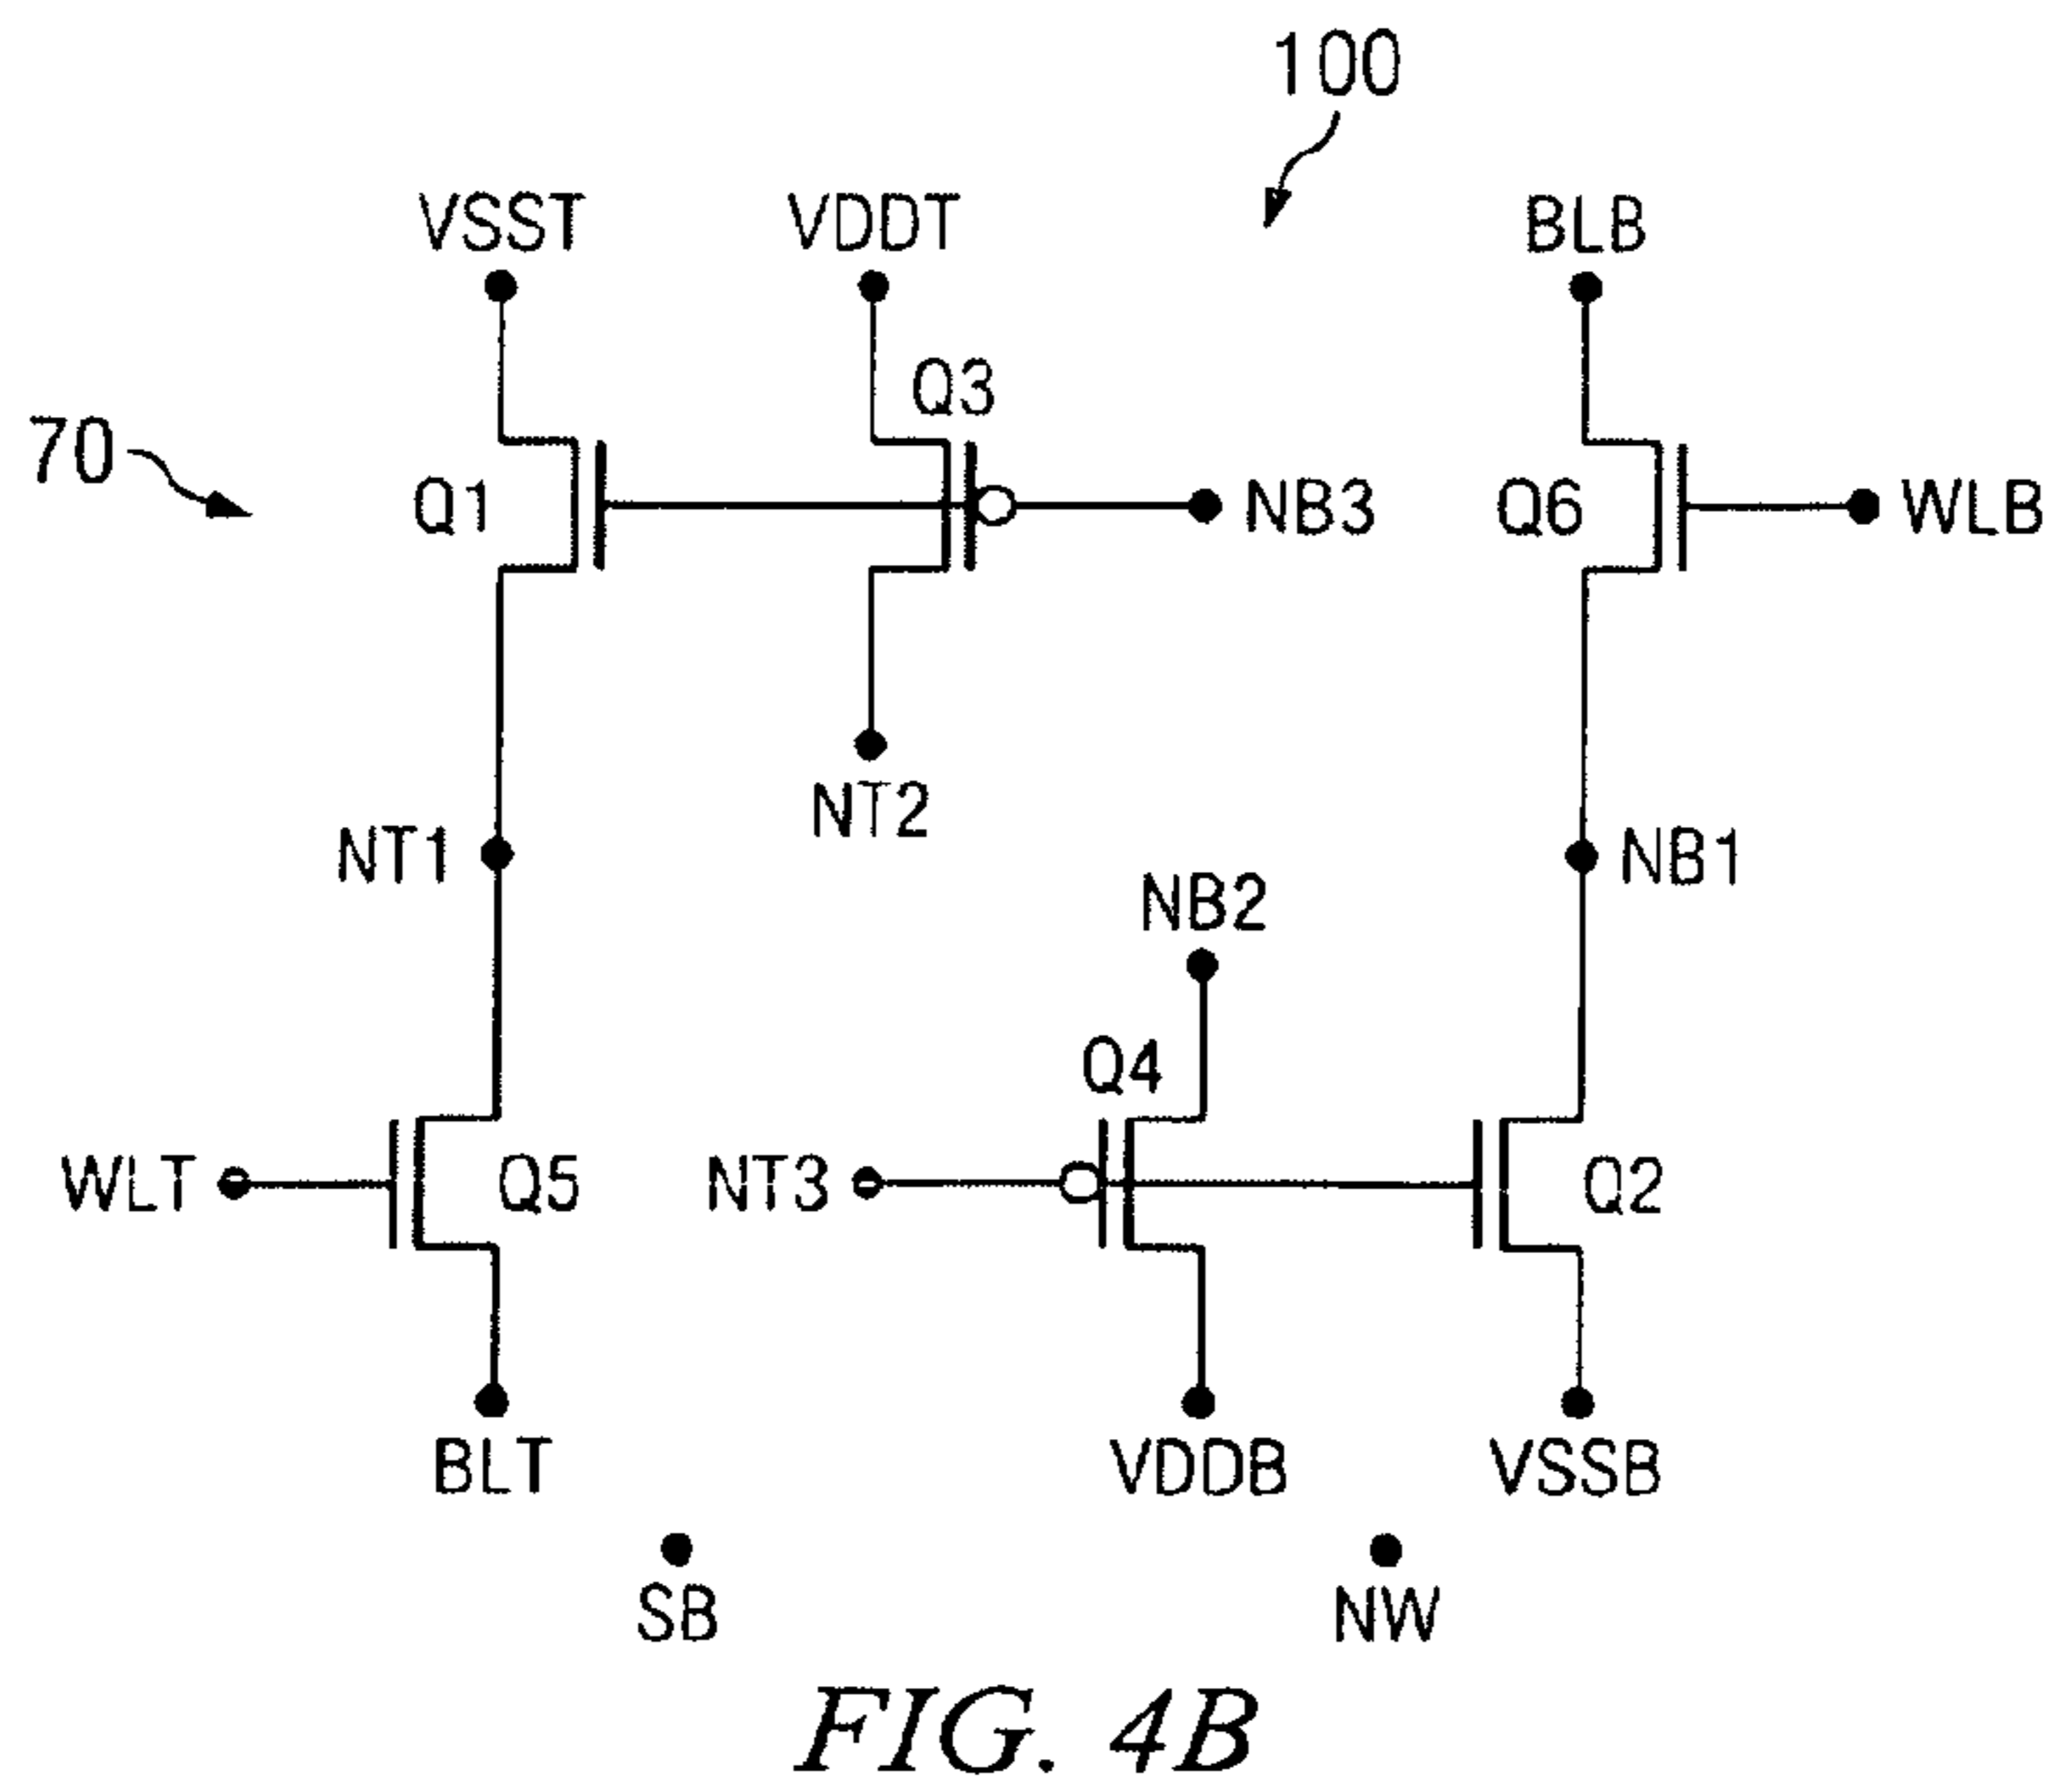 100
VSST
VDDT
BLB
Q3
70
Q1
NB3
Q6
WLB
NT2
NT1
NB1
NB2
Q4
WLT
Q5
NT3
Q2
BLT
VDDB
VSSB
SB
NW
FIG. 4B